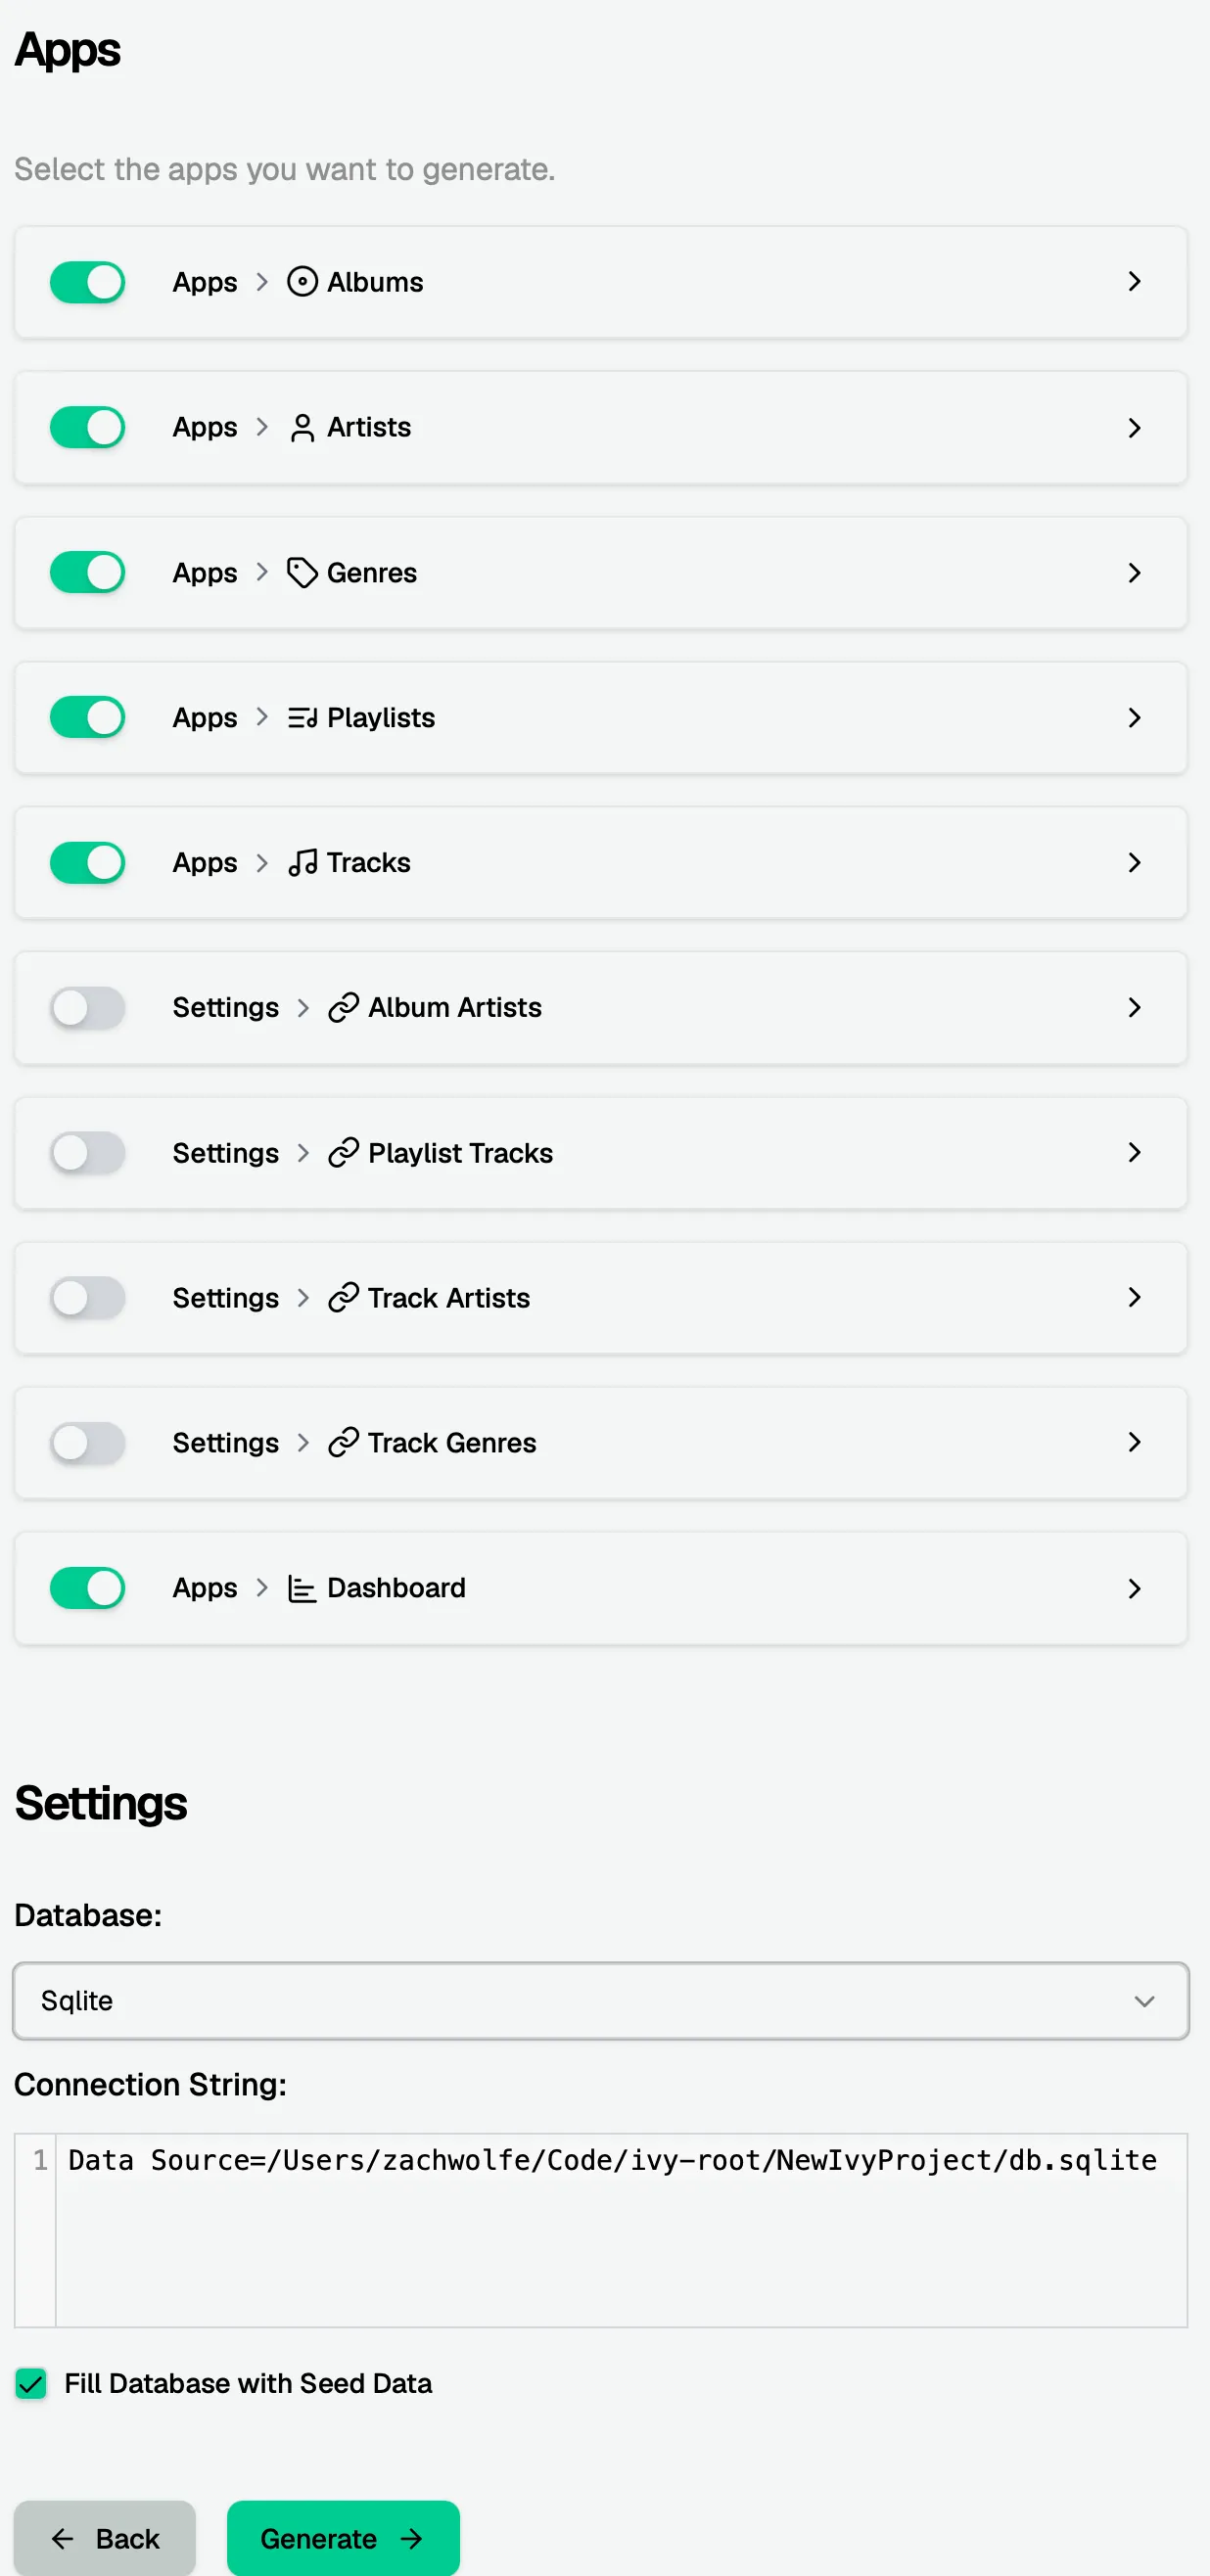 Apps
Select the apps you want to generate.
Apps > Albums
Apps > Artists
Apps > Genres
Apps > Playlists
Apps > Tracks
Settings > Album Artists
Settings > Playlist Tracks
Settings > Track Artists
Settings > Track Genres
Apps > Dashboard
Settings
Database:
Sqlite
Connection String:
1 Data Source=/Users/zachwolfe/Code/ivy-root/NewIvyProject/db.sqlite
Fill Database with Seed Data
← Back Generate →